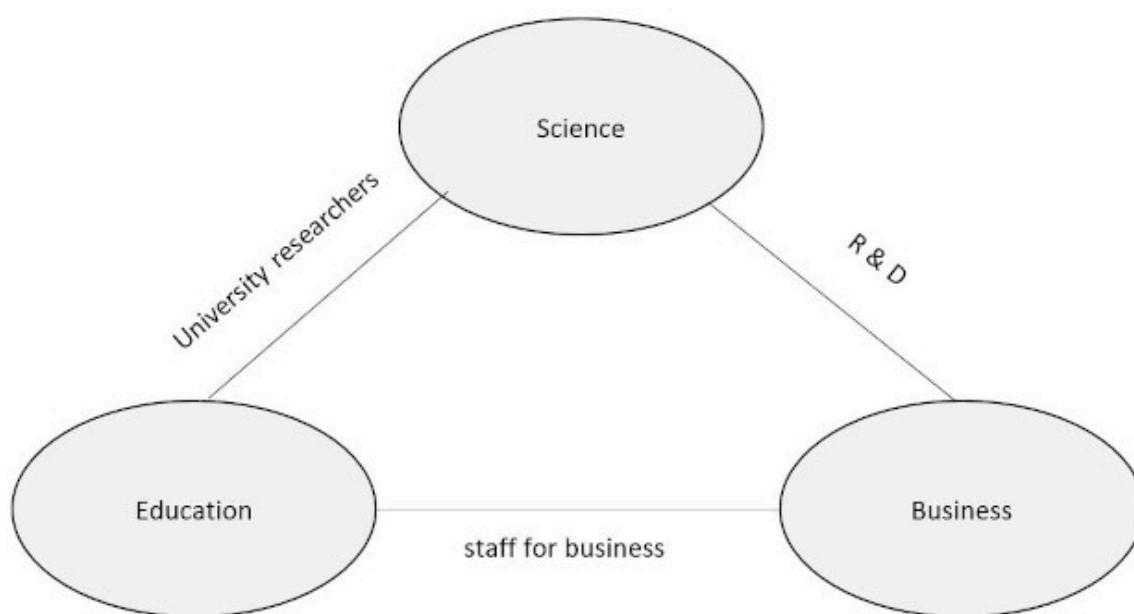 Science
University researchers
R & D
Education
Business
staff for business